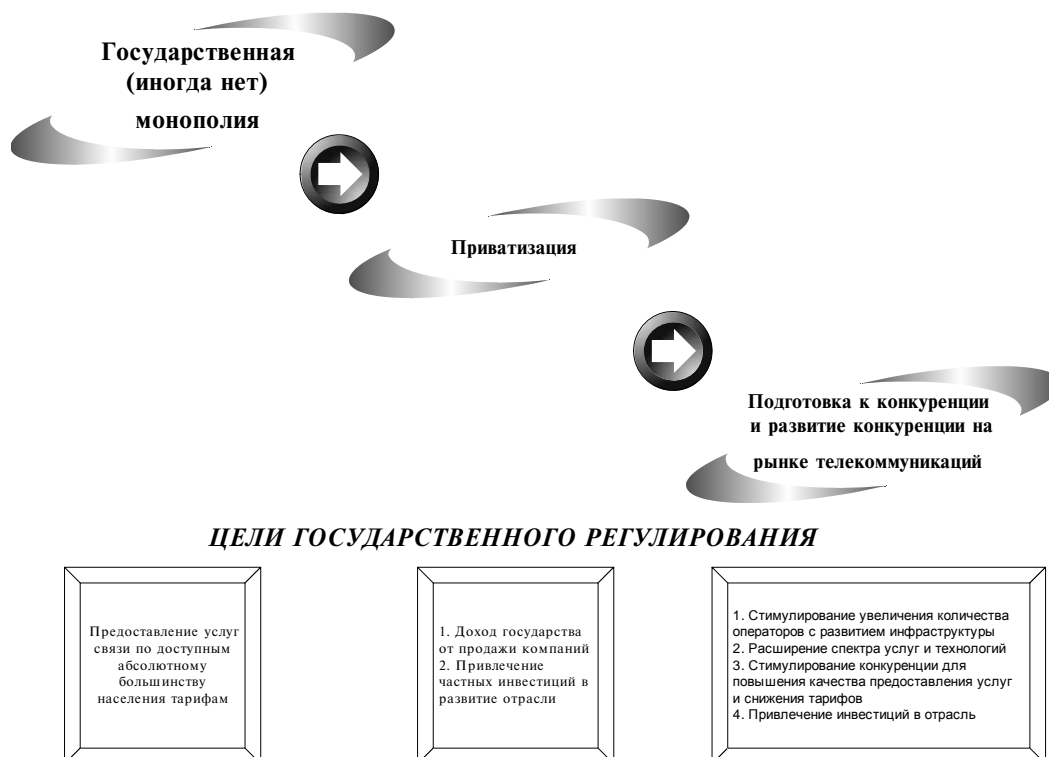 Государственная
(иногда нет)
монополия
Приватизация
Подготовка к конкуренции
и развитие конкуренции на
рынке телекоммуникаций
ЦЕЛИ ГОСУДАРСТВЕННОГО РЕГУЛИРОВАНИЯ
Предоставление услуг
связи по доступным
абсолютному
большинству
населения тарифам
1. Доход государства
от продажи компаний
2. Привлечение
частных инвестиций в
развитие отрасли
1. Стимулирование увеличения количества
операторов с развитием инфраструктуры
2. Расширение спектра услуг и технологий
3. Стимулирование конкуренции для
повышения качества предоставления услуг
и снижения тарифов
4. Привлечение инвестиций в отрасль